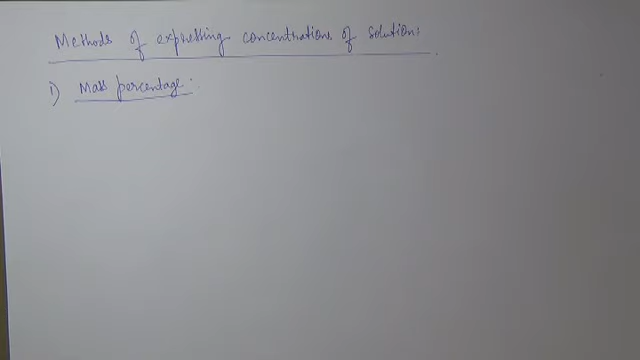 Methods of expressing concentrations of solution:
1) Mass percentage: